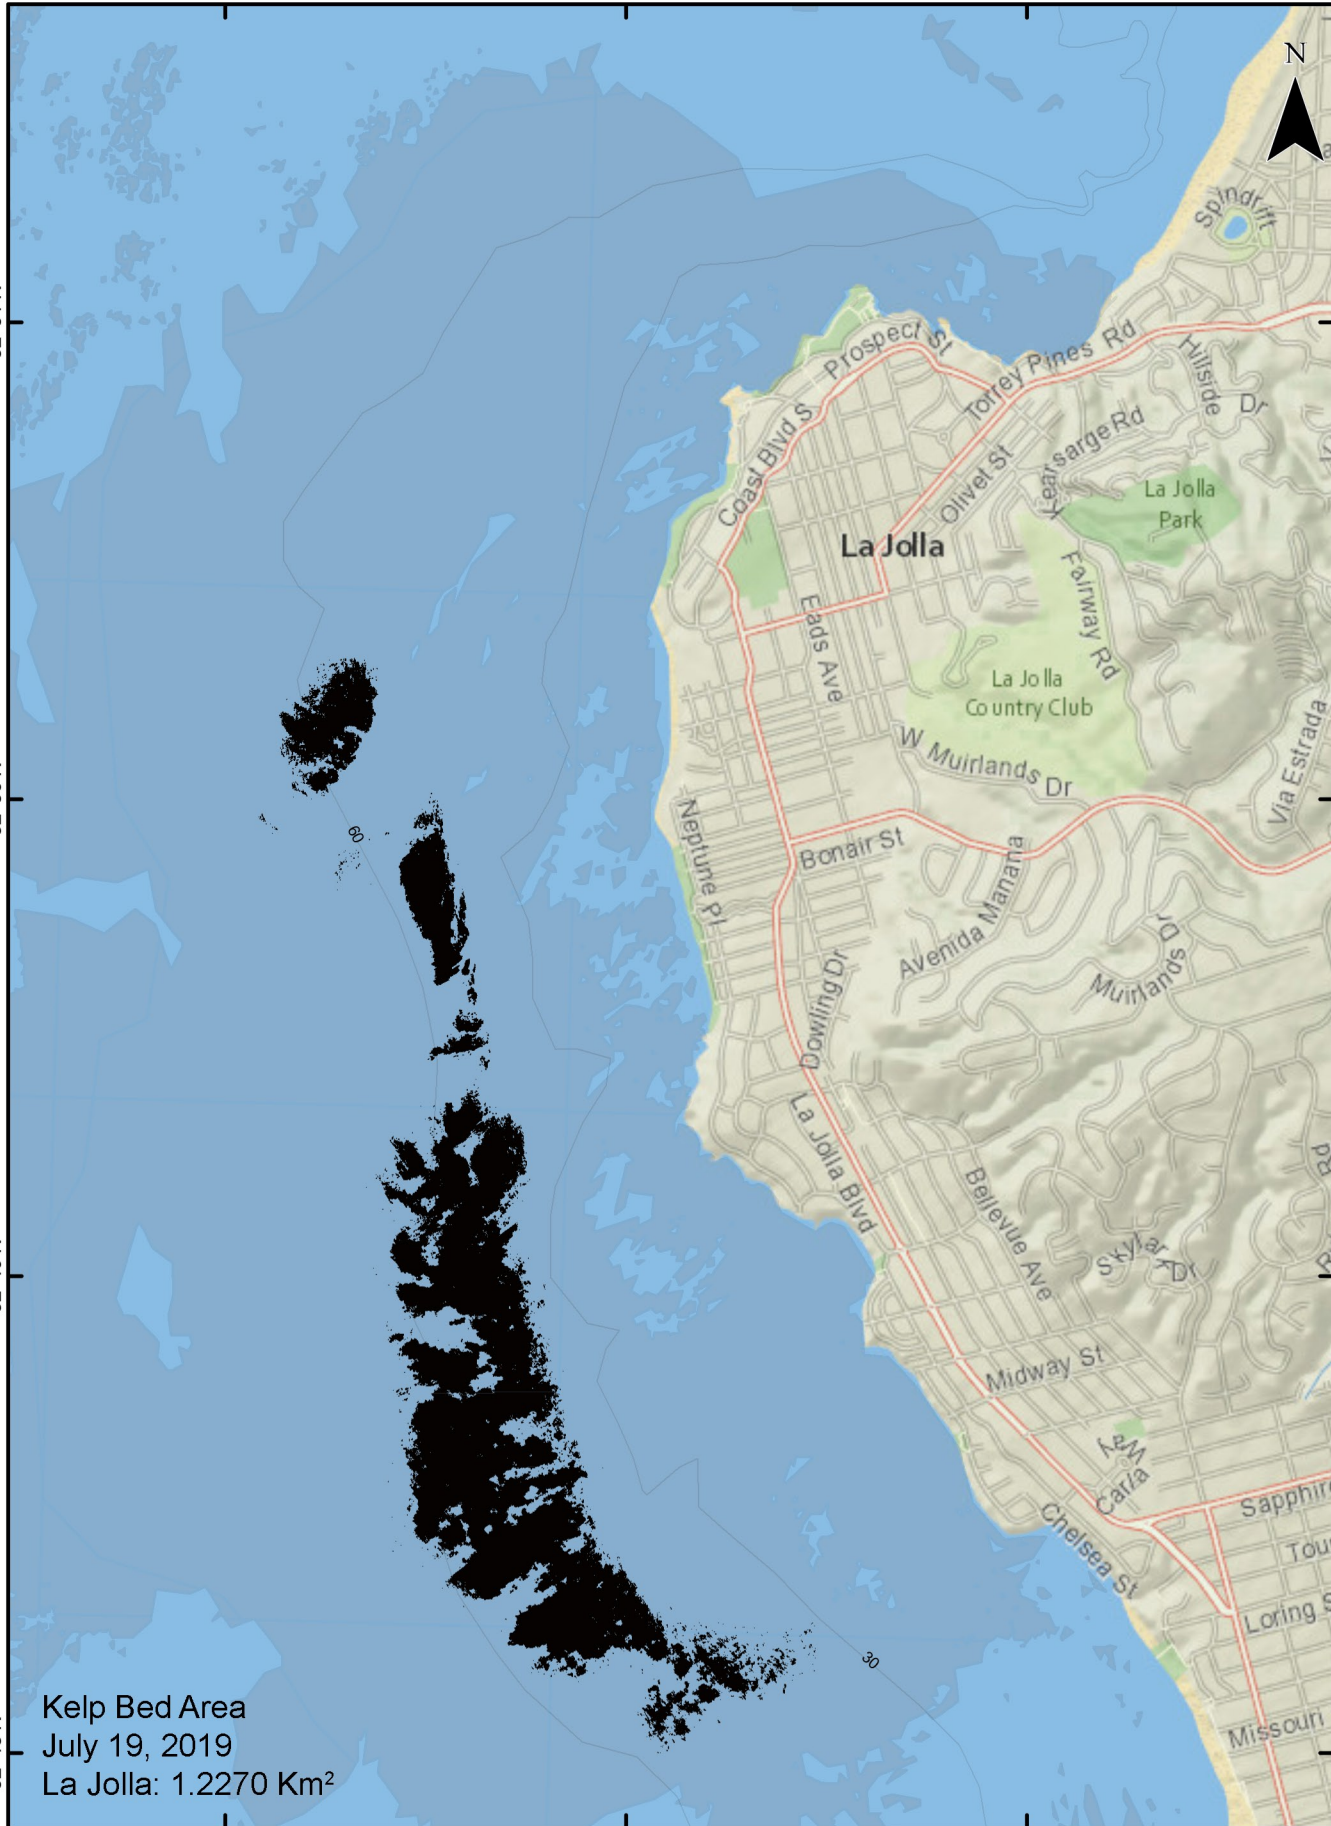 N
Spindrift
Prospect St
Torrey Pines Rd
Hillside Dr
Coast Blvd S
Kearsarge Rd
Olivet St
La Jolla
Park
La Jolla
Fairway Rd
Eads Ave
La Jolla
Country Club
W Muirlands Dr
Via Estrada
Neptune Pl
60
Bonair St
Avenida Manana
Muirlands Dr
Dowling Dr
La Jolla Blvd
Bellevue Ave
Skylark Dr
Midway St
Carla Way
Sapphire
Chelsea St
Tou
Loring S
30
Missouri
Kelp Bed Area
July 19, 2019
La Jolla: 1.2270 Km²